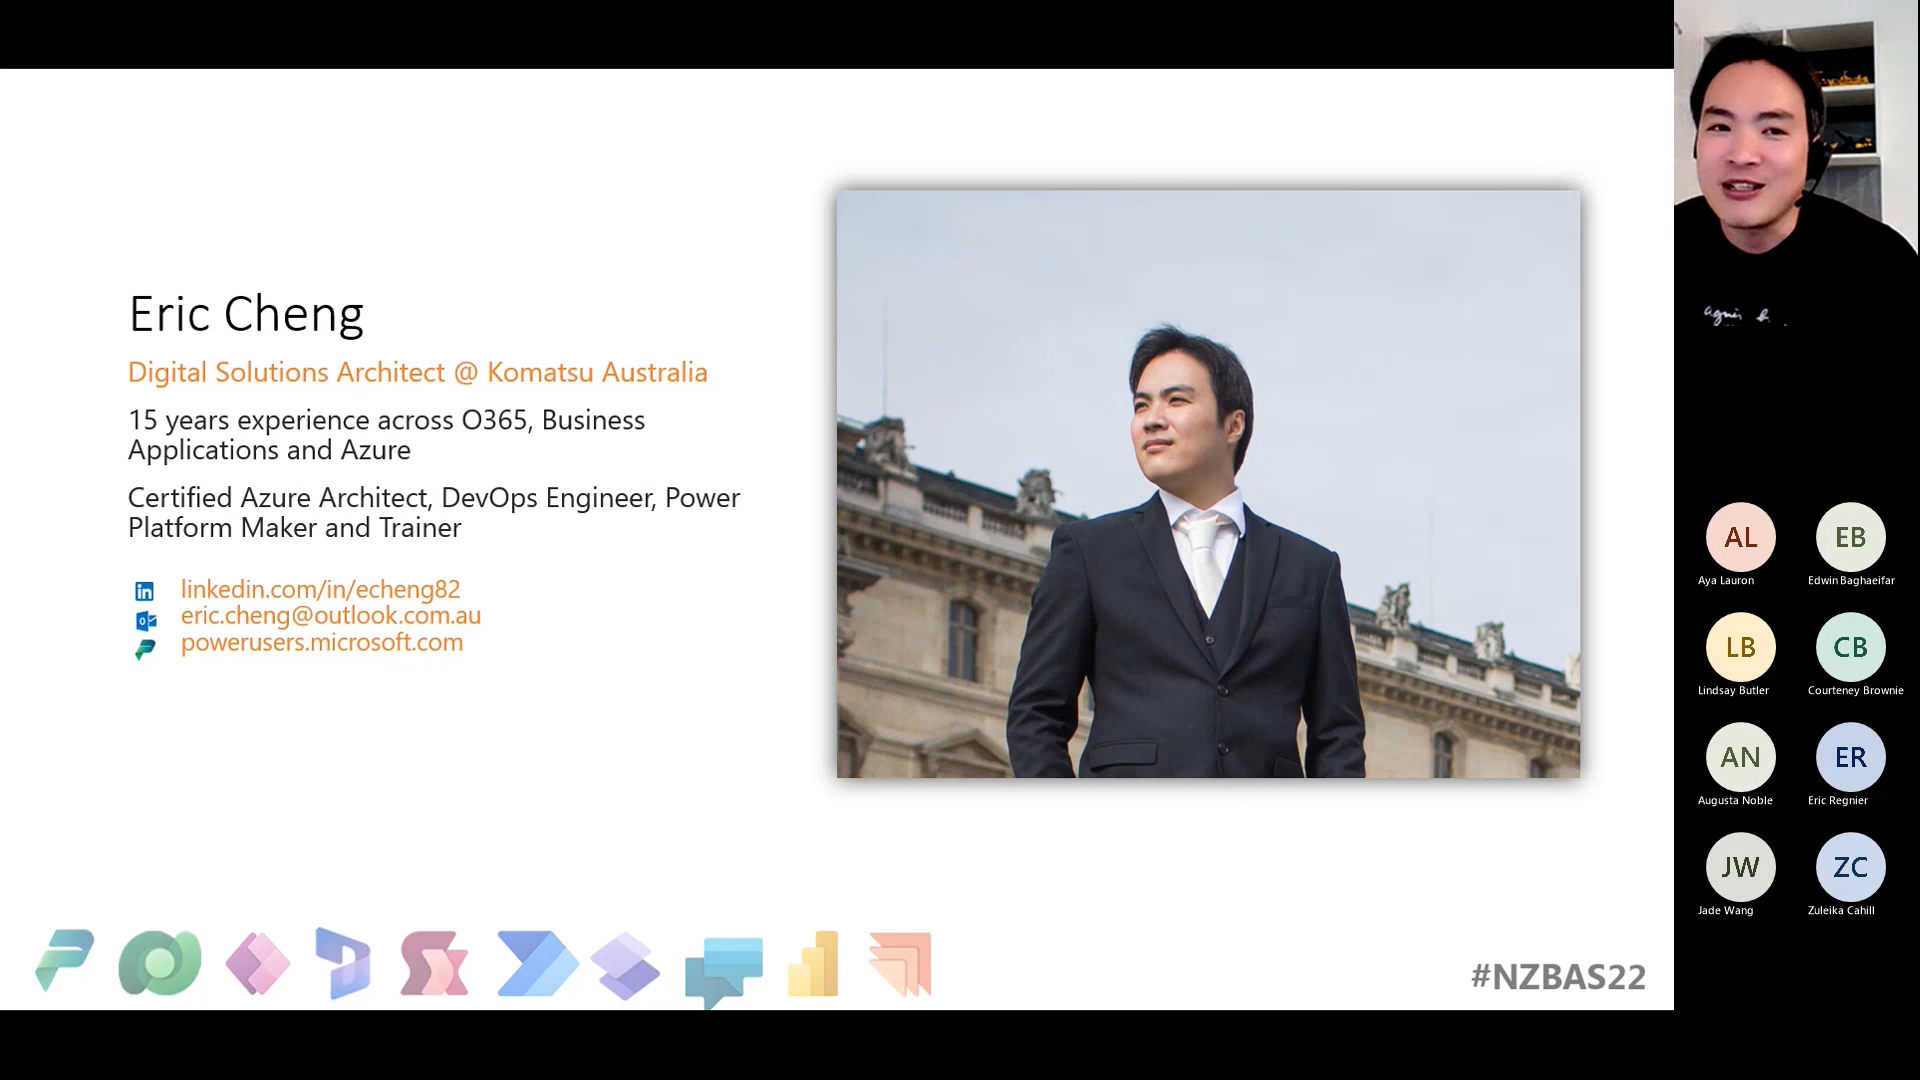 Eric Cheng
Digital Solutions Architect @ Komatsu Australia
15 years experience across O365, Business
Applications and Azure
Certified Azure Architect, DevOps Engineer, Power
Platform Maker and Trainer
linkedin.com/in/echeng82
eric.cheng@outlook.com.au
powerusers.microsoft.com
#NZBAS22
agnès b.
AL
Aya Lauron
EB
Edwin Baghaeifar
LB
Lindsay Butler
CB
Courteney Brownie
AN
Augusta Noble
ER
Eric Regnier
JW
Jade Wang
ZC
Zuleika Cahill